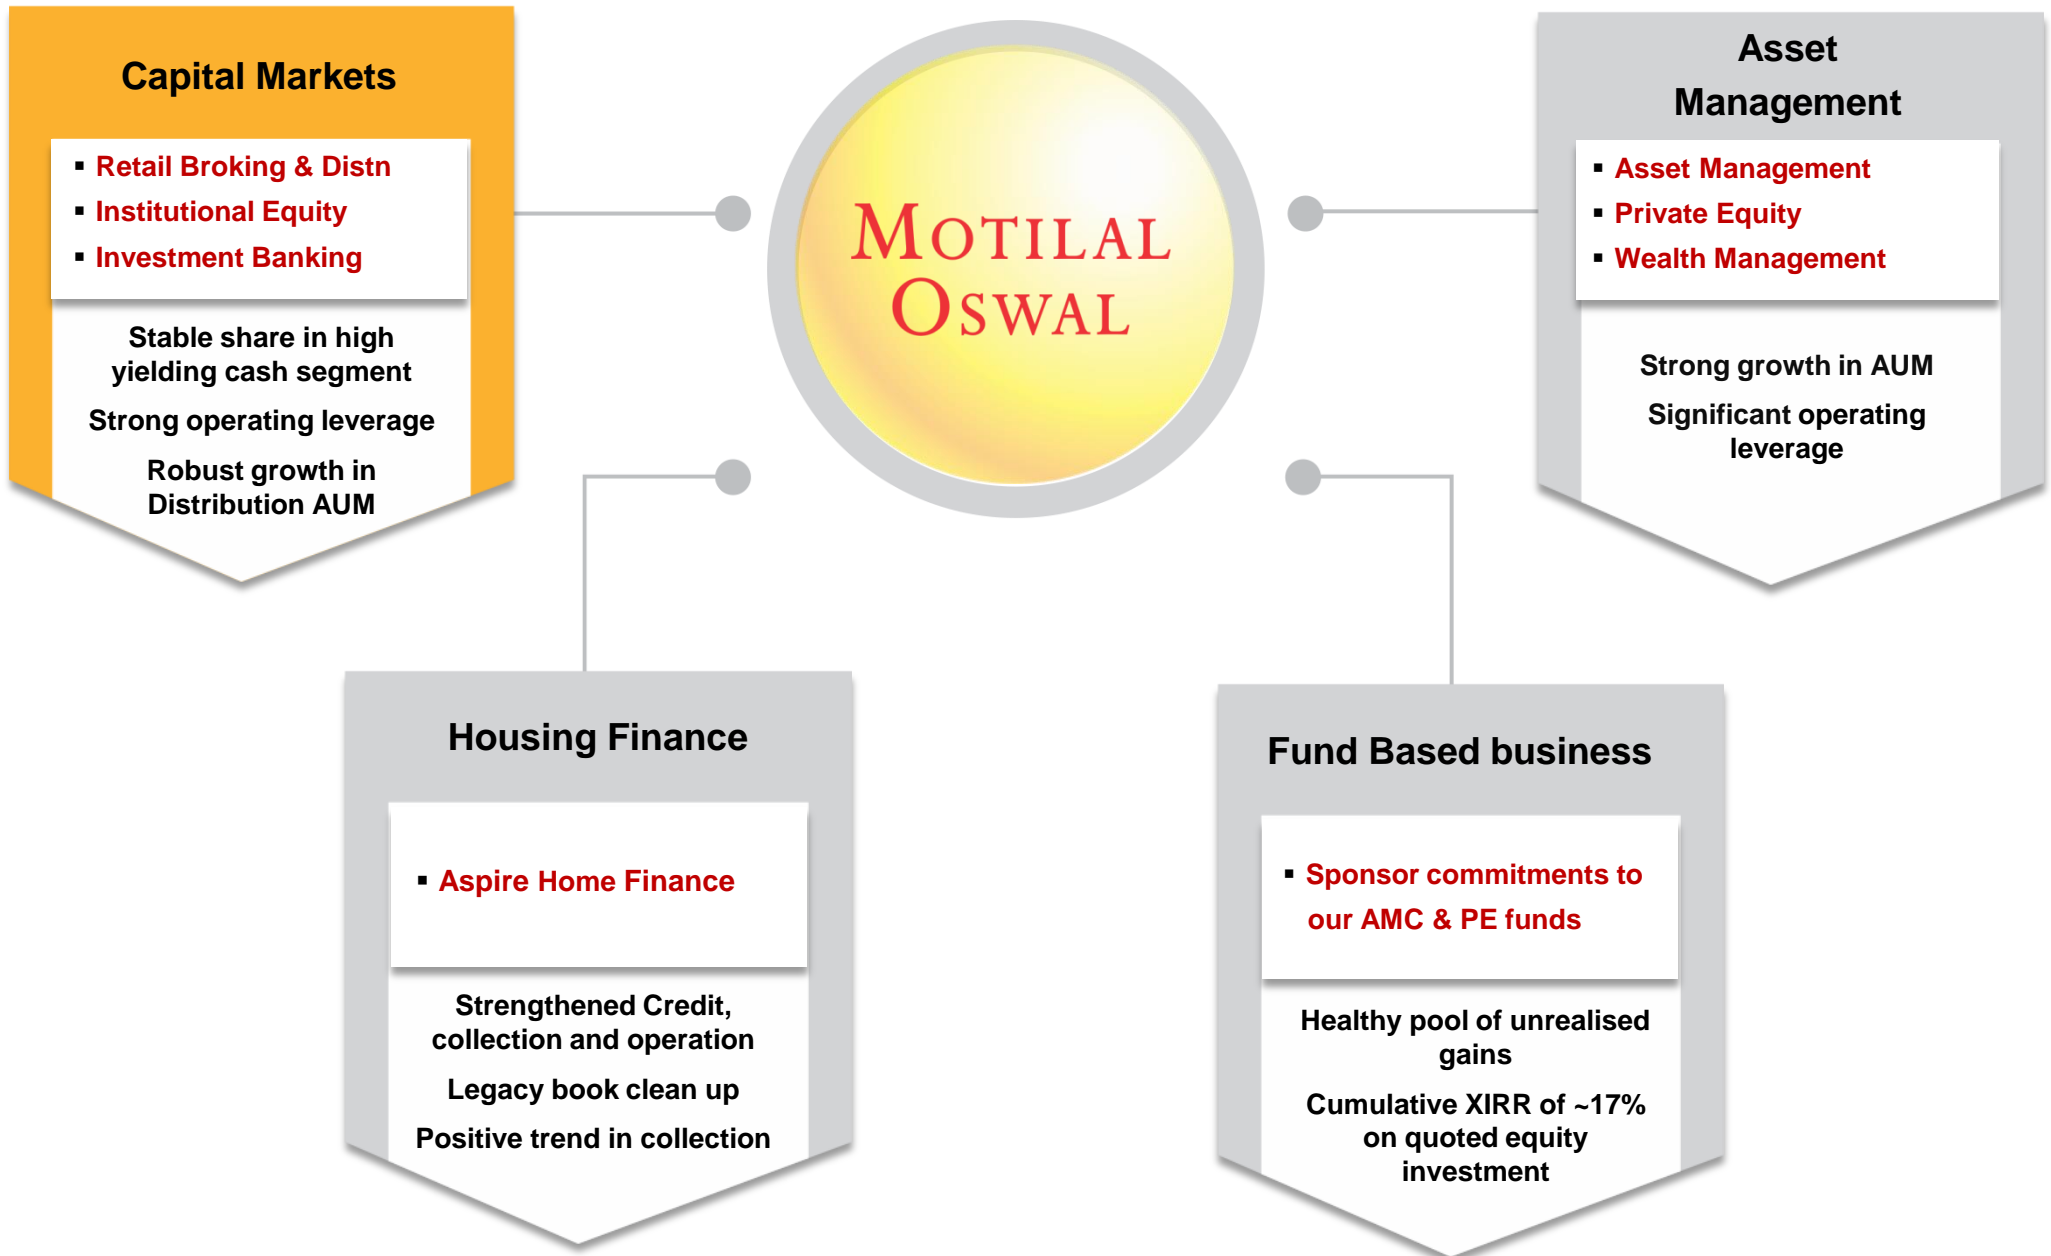 Capital Markets
▪ Retail Broking & Distn
▪ Institutional Equity
▪ Investment Banking
Stable share in high
yielding cash segment
Strong operating leverage
Robust growth in
Distribution AUM
MOTILAL
OSWAL
Asset
Management
▪ Asset Management
▪ Private Equity
▪ Wealth Management
Strong growth in AUM
Significant operating
leverage
Housing Finance
▪ Aspire Home Finance
Strengthened Credit,
collection and operation
Legacy book clean up
Positive trend in collection
Fund Based business
▪ Sponsor commitments to
our AMC & PE funds
Healthy pool of unrealised
gains
Cumulative XIRR of ~17%
on quoted equity
investment